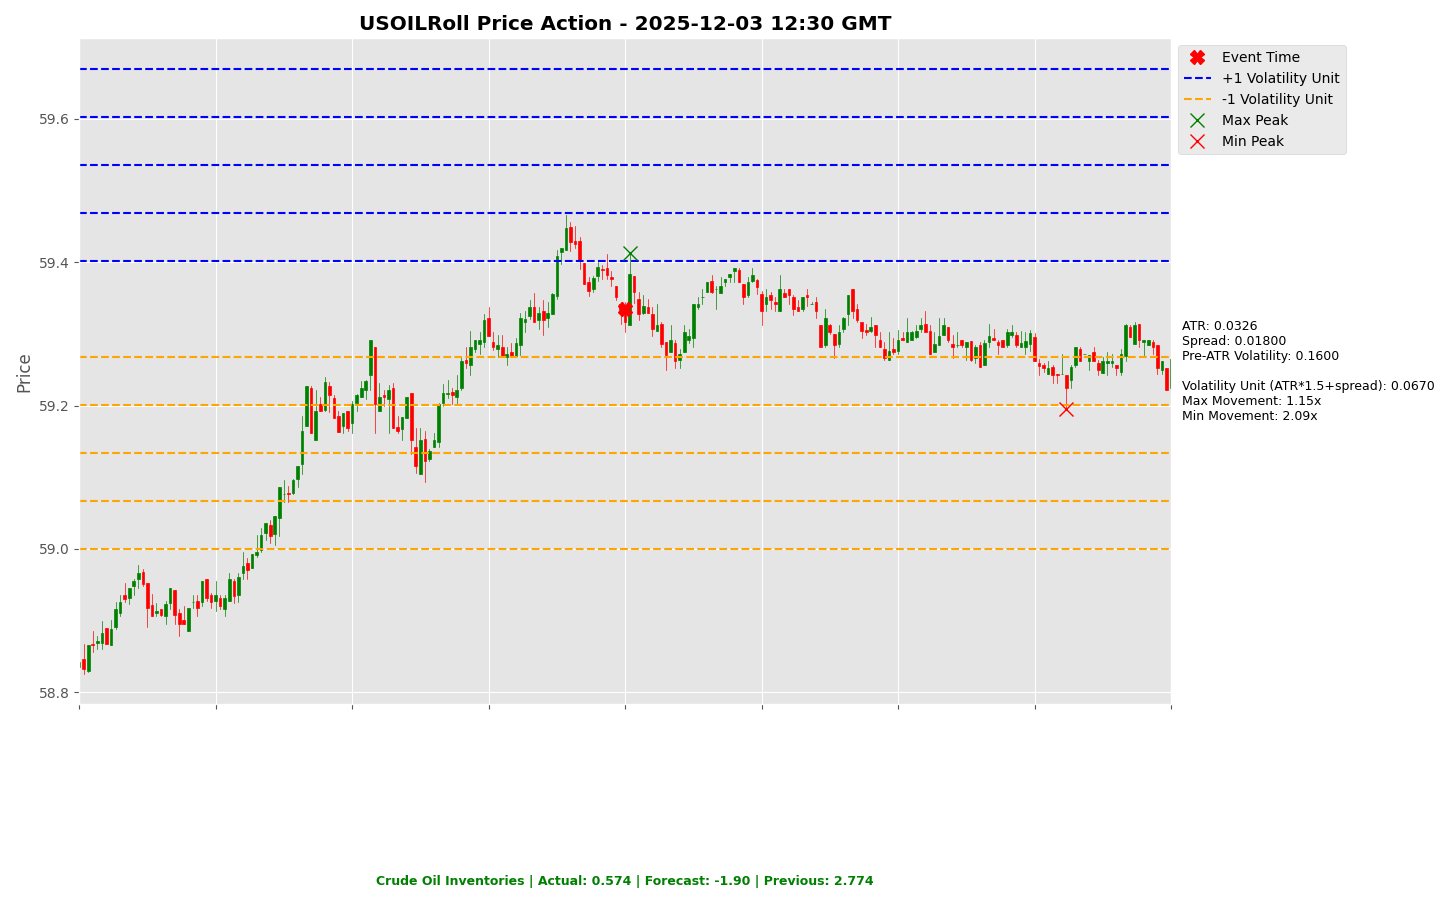 USOILRoll Price Action - 2025-12-03 12:30 GMT
Event Time
+1 Volatility Unit
-1 Volatility Unit
Max Peak
Min Peak
Price
59.6
59.4
59.2
59.0
58.8
ATR: 0.0326
Spread: 0.01800
Pre-ATR Volatility: 0.1600
Volatility Unit (ATR*1.5+spread): 0.0670
Max Movement: 1.15x
Min Movement: 2.09x
Crude Oil Inventories | Actual: 0.574 | Forecast: -1.90 | Previous: 2.774